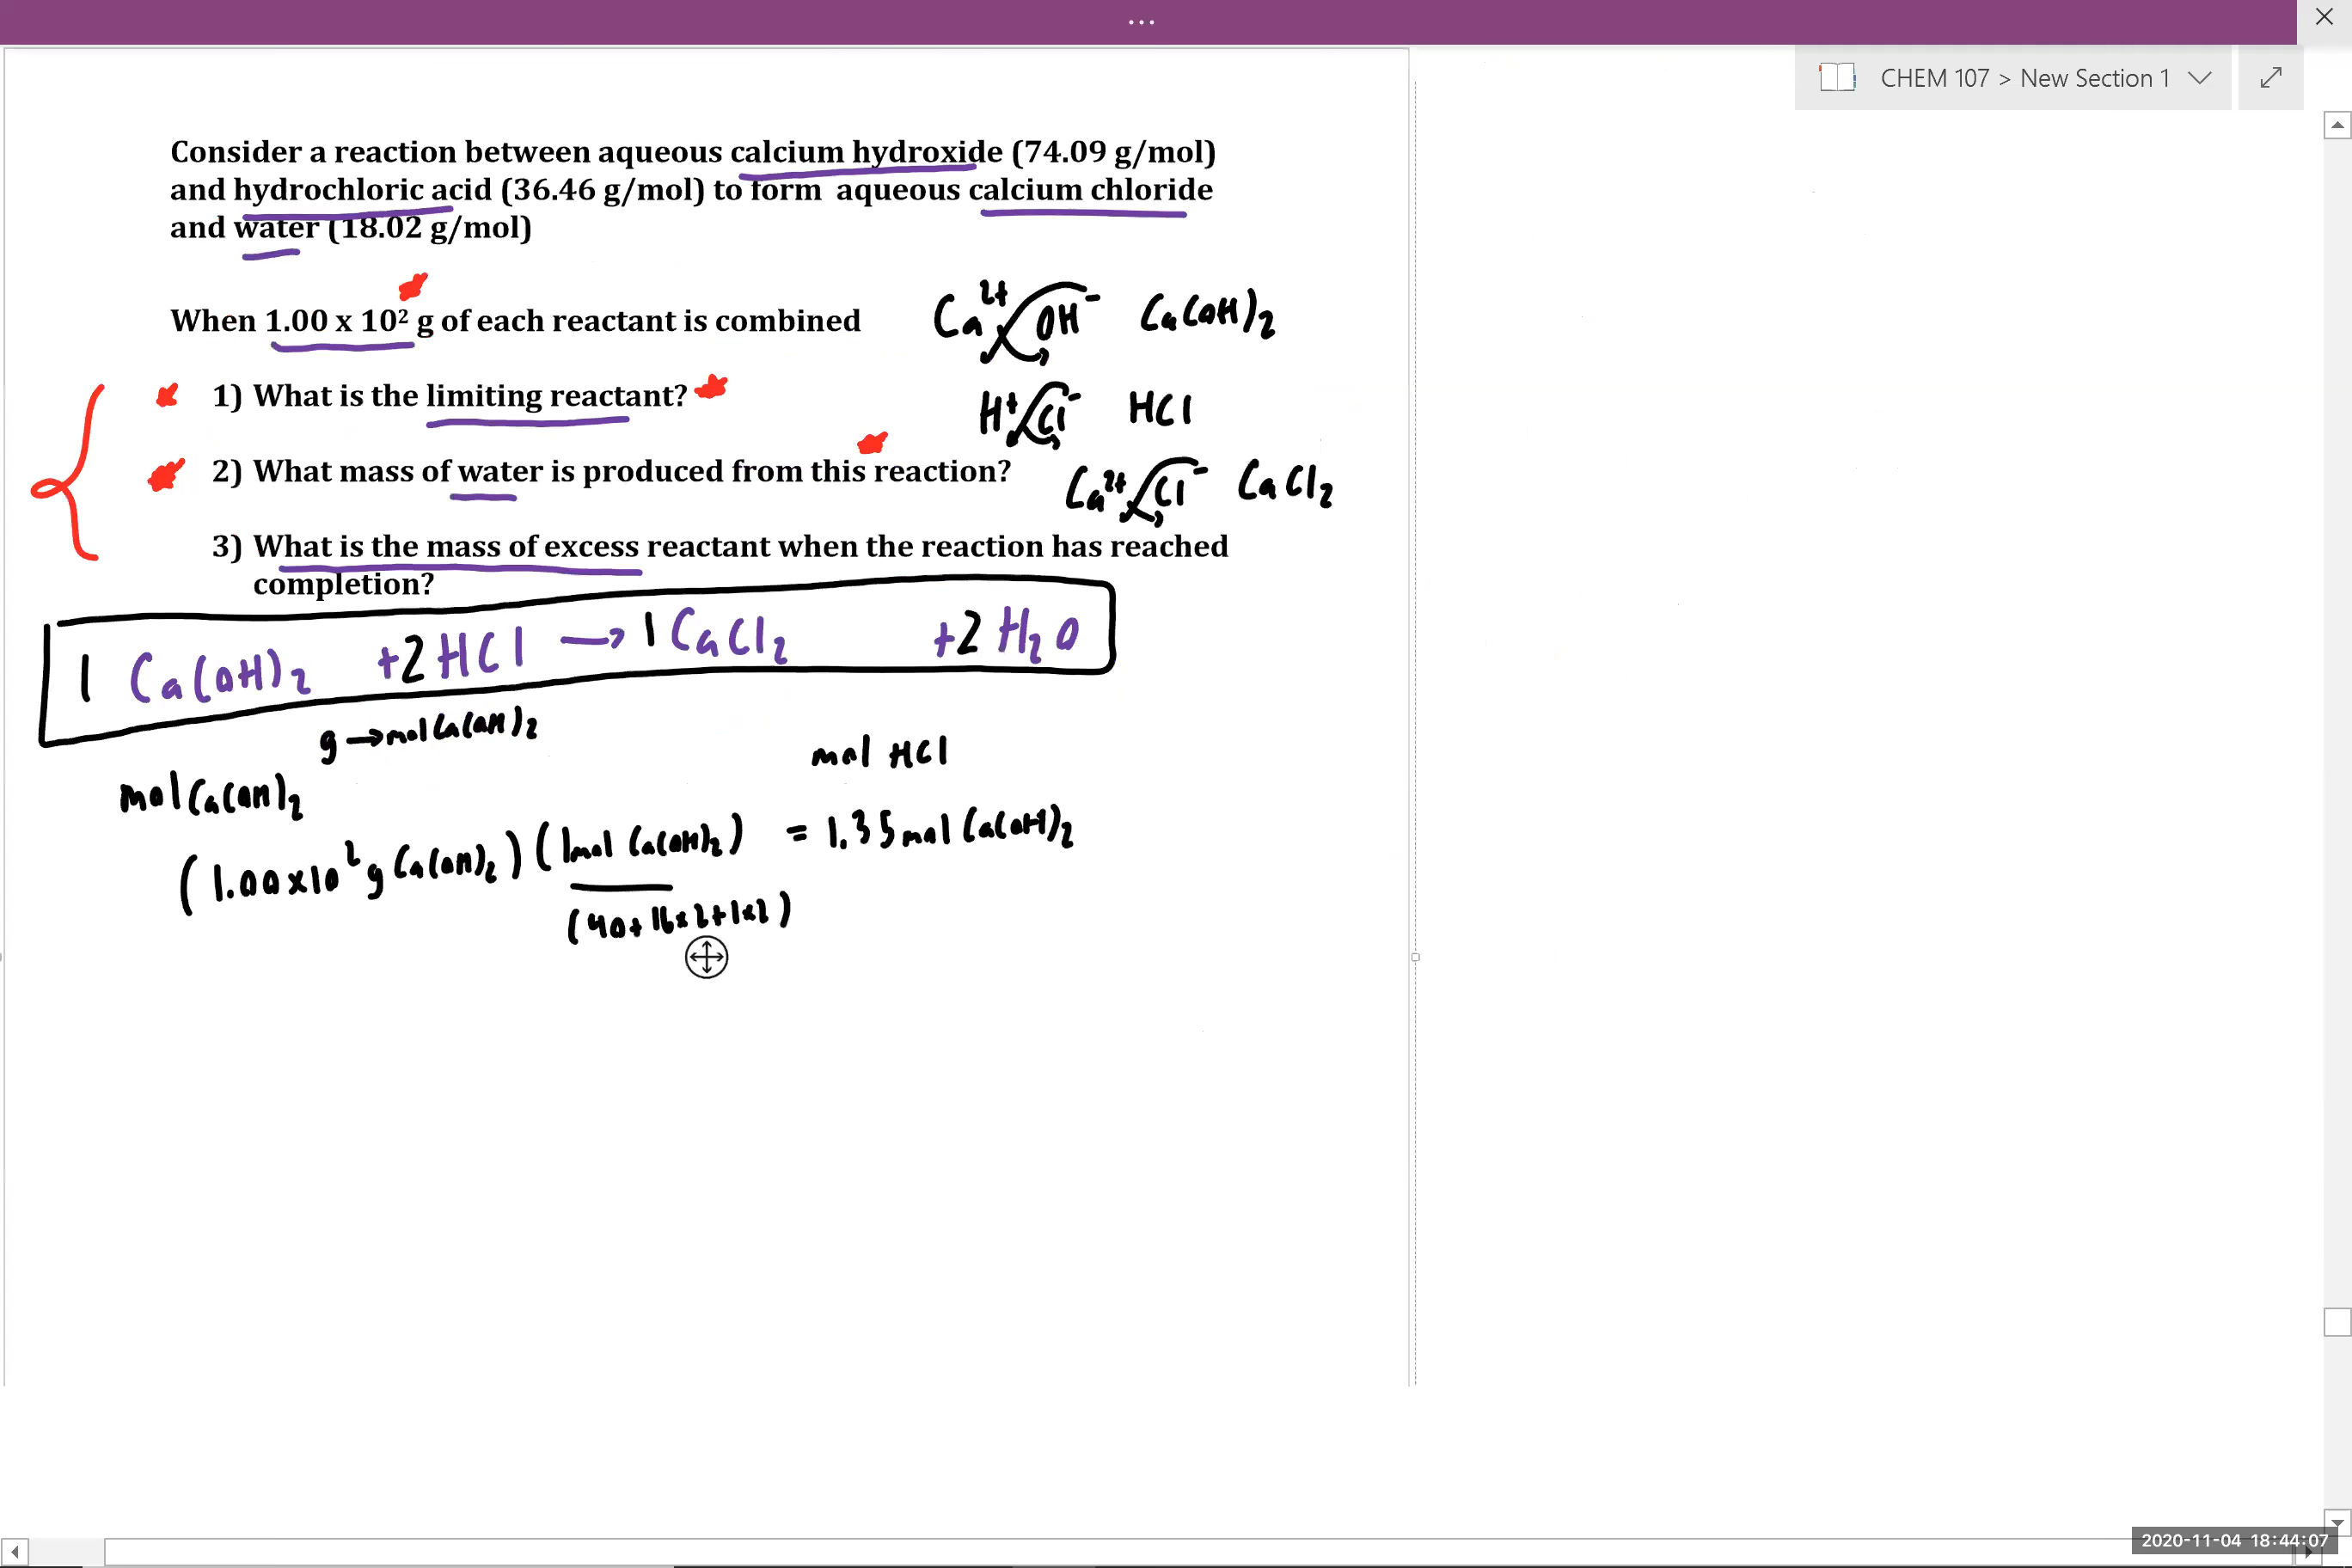 ...
CHEM 107 > New Section 1
Consider a reaction between aqueous calcium hydroxide (74.09 g/mol)
and hydrochloric acid (36.46 g/mol) to form aqueous calcium chloride
and water (18.02 g/mol)
When 1.00 x 10² g of each reactant is combined
Ca²⁺ OH⁻ Ca(OH)₂
1) What is the limiting reactant?
H⁺ Cl⁻ HCl
2) What mass of water is produced from this reaction?
Ca²⁺ Cl⁻ CaCl₂
3) What is the mass of excess reactant when the reaction has reached
completion?
1 Ca(OH)₂ +2 HCl → 1 CaCl₂ +2 H₂O
g → mol Ca(OH)₂
mol HCl
mol Ca(OH)₂
(1.00x10² g Ca(OH)₂) (1mol Ca(OH)₂) = 1.35 mol Ca(OH)₂
(40+16x2+1x2)
2020-11-04 18:44:07